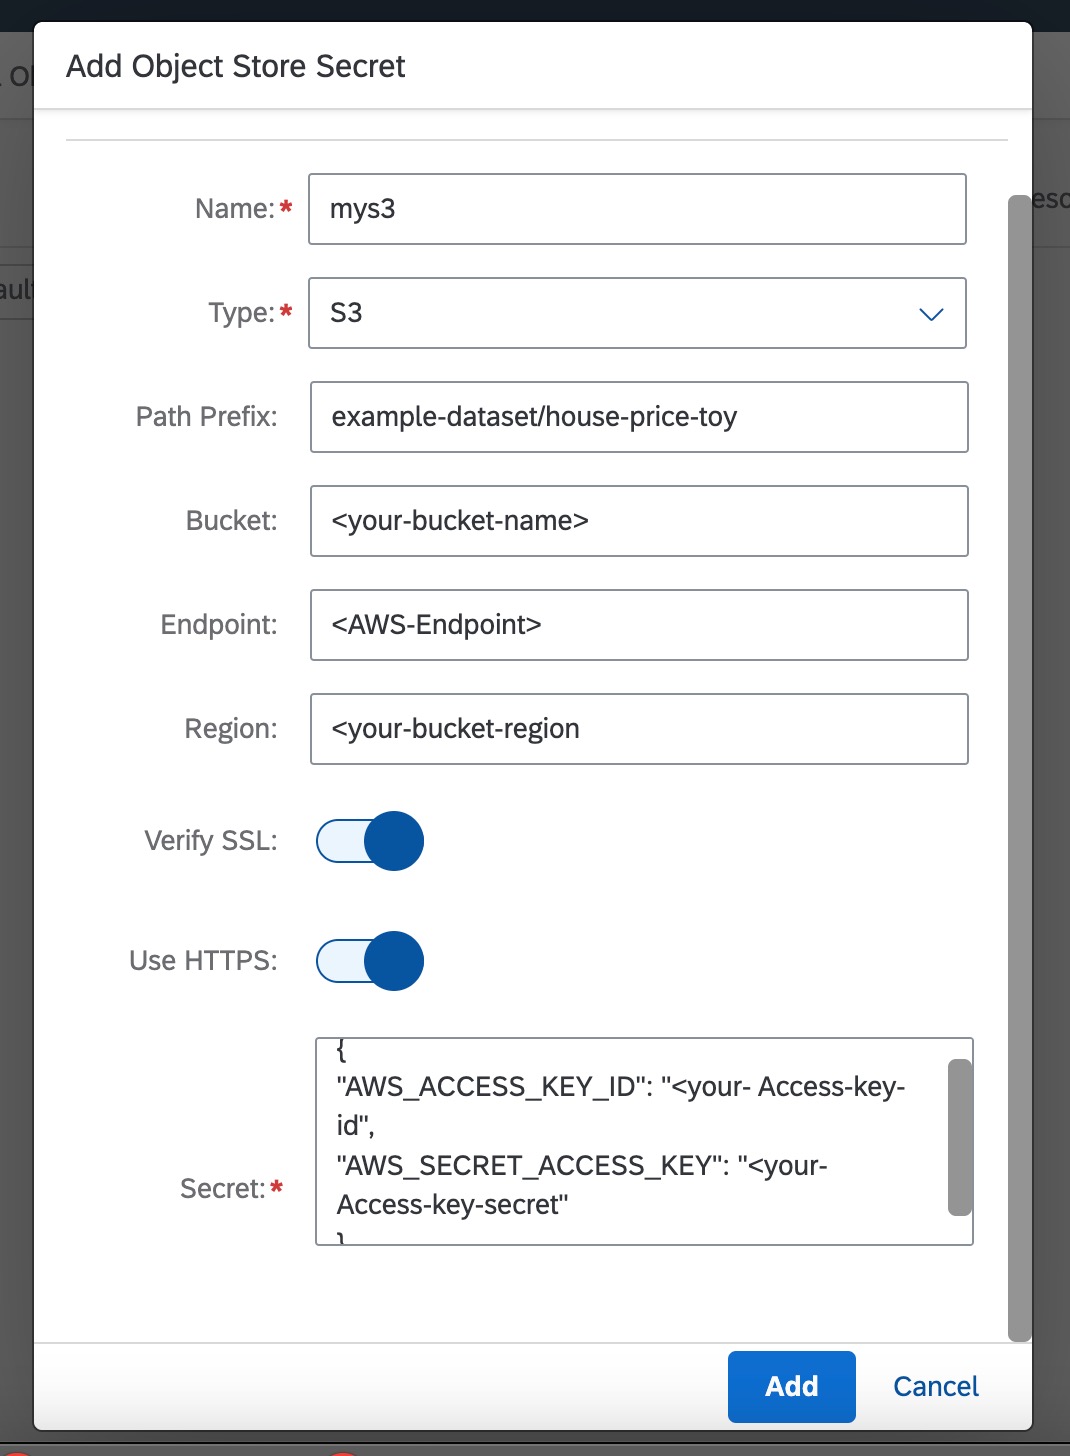 Add Object Store Secret
Name:* mys3
Type:* S3
Path Prefix: example-dataset/house-price-toy
Bucket: <your-bucket-name>
Endpoint: <AWS-Endpoint>
Region: <your-bucket-region
Verify SSL:
Use HTTPS:
Secret:*
{
"AWS_ACCESS_KEY_ID": "<your- Access-key-
id",
"AWS_SECRET_ACCESS_KEY": "<your-
Access-key-secret"
}
Add Cancel